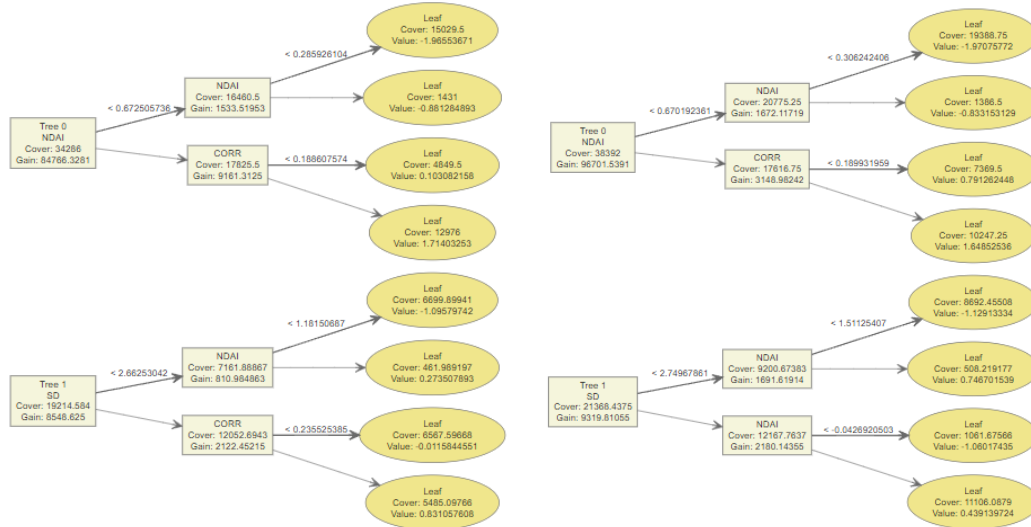 Leaf
Cover: 15029.5
Value: -1.96553671
< 0.285926104
NDAI
Cover: 16460.5
Gain: 1533.51953
Leaf
Cover: 1431
Value: -0.881284893
< 0.672505736
Tree 0
NDAI
Cover: 34286
Gain: 84766.3281
CORR
Cover: 17825.5
Gain: 9161.3125
< 0.188607574
Leaf
Cover: 4849.5
Value: 0.103082158
Leaf
Cover: 12976
Value: 1.71403253
Leaf
Cover: 19388.75
Value: -1.97075772
< 0.306242406
NDAI
Cover: 20775.25
Gain: 1672.11719
Leaf
Cover: 1386.5
Value: -0.833153129
< 0.670192361
Tree 0
NDAI
Cover: 38392
Gain: 96701.5391
CORR
Cover: 17616.75
Gain: 3148.98242
< 0.189931959
Leaf
Cover: 7369.5
Value: 0.791262448
Leaf
Cover: 10247.25
Value: 1.64852536
Leaf
Cover: 6699.89941
Value: -1.09579742
< 1.18150687
NDAI
Cover: 7161.88867
Gain: 810.984863
Leaf
Cover: 461.989197
Value: 0.273507893
< 2.66253042
Tree 1
SD
Cover: 19214.584
Gain: 8548.625
CORR
Cover: 12052.6943
Gain: 2122.45215
< 0.235525385
Leaf
Cover: 6567.59668
Value: -0.0115844551
Leaf
Cover: 5485.09766
Value: 0.831057608
Leaf
Cover: 8692.45508
Value: -1.12913334
< 1.51125407
NDAI
Cover: 9200.67383
Gain: 1691.61914
Leaf
Cover: 508.219177
Value: 0.746701539
< 2.74967861
Tree 1
SD
Cover: 21368.4375
Gain: 9319.81055
NDAI
Cover: 12167.7637
Gain: 2180.14355
< -0.0426920503
Leaf
Cover: 1061.67566
Value: -1.06017435
Leaf
Cover: 11106.0879
Value: 0.439139724